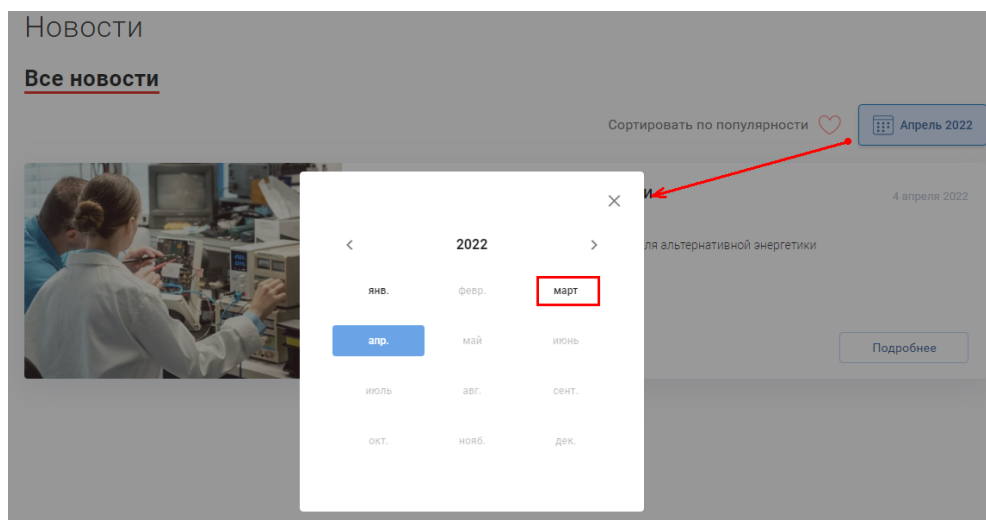 Новости
Все новости
Сортировать по популярности
Апрель 2022
и
4 апреля 2022
ля альтернативной энергетики
2022
янв. февр. март
апр. май июнь
июль авг. сент.
окт. нояб. дек.
Подробнее